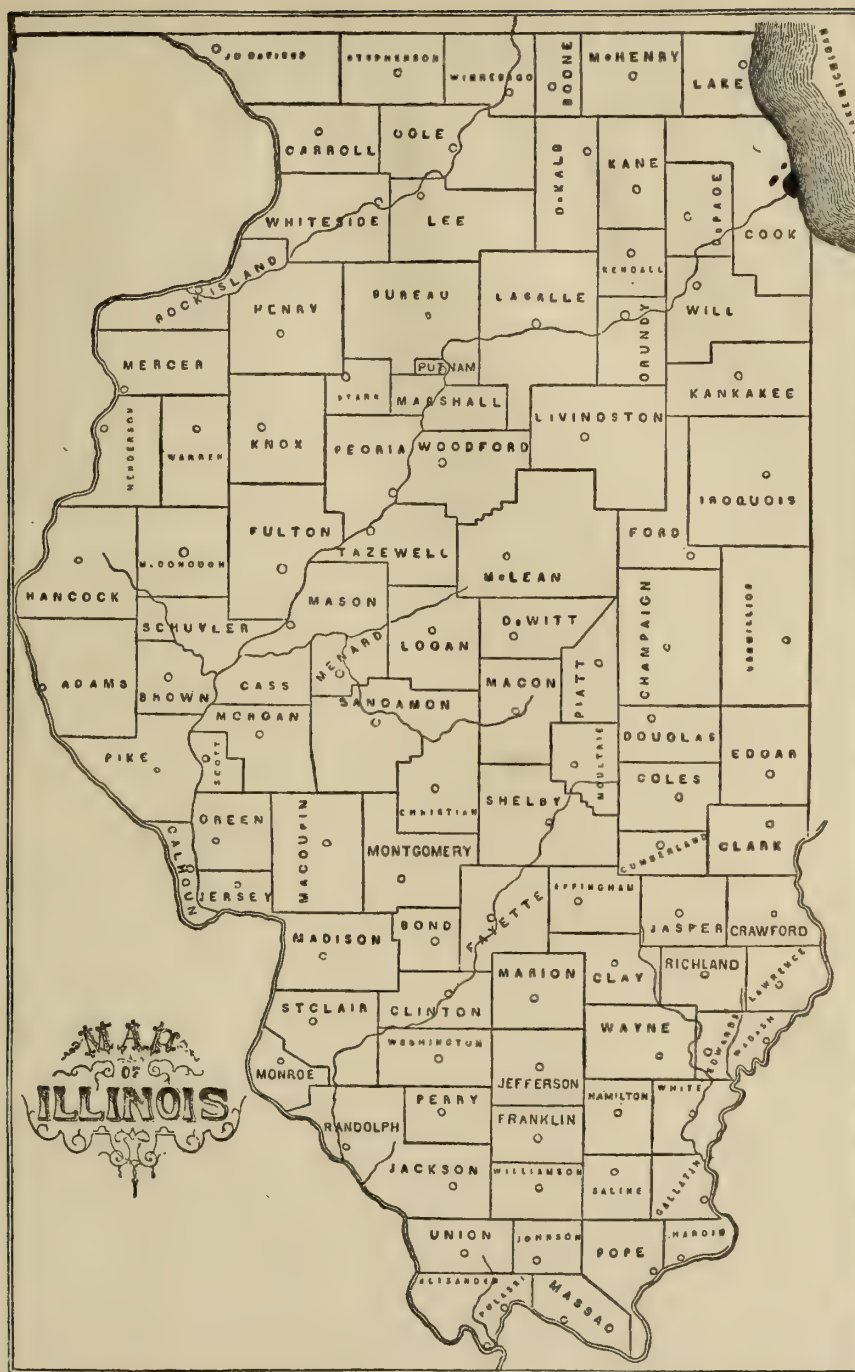 JO DAVIESS
STEPHENSON
WINNEBAGO
BOONE
McHENRY
LAKE
LAKE MICHIGAN
CARROLL
OGLE
DeKALB
KANE
DuPAGE
COOK
WHITESIDE
LEE
KENDALL
ROCK ISLAND
HENRY
BUREAU
LASALLE
GRUNDY
WILL
MERCER
PUTNAM
STARK
MARSHALL
KANKAKEE
LIVINGSTON
HENDERSON
WARREN
KNOX
PEORIA
WOODFORD
IROQUOIS
FULTON
FORD
HANCOCK
McDONOUGH
TAZEWELL
McLEAN
MASON
SCHUYLER
DeWITT
CHAMPAIGN
VERMILLION
MENARD
LOGAN
ADAMS
BROWN
CASS
MACON
PIATT
SANGAMON
MORGAN
DOUGLAS
EDGAR
PIKE
SCOTT
MOULTRIE
COLES
CHRISTIAN
SHELBY
GREEN
MACOUPIN
CUMBERLAND
CLARK
CALHOUN
MONTGOMERY
JERSEY
EFFINGHAM
FAYETTE
JASPER
CRAWFORD
BOND
MADISON
MARION
CLAY
RICHLAND
LAWRENCE
ST CLAIR
CLINTON
WAYNE
EDWARDS
WABASH
WASHINGTON
MAP
OF
ILLINOIS
MONROE
JEFFERSON
HAMILTON
WHITE
PERRY
RANDOLPH
FRANKLIN
JACKSON
WILLIAMSON
SALINE
GALLATIN
UNION
JOHNSON
POPE
HARDIN
ALEXANDER
PULASKI
MASSAC